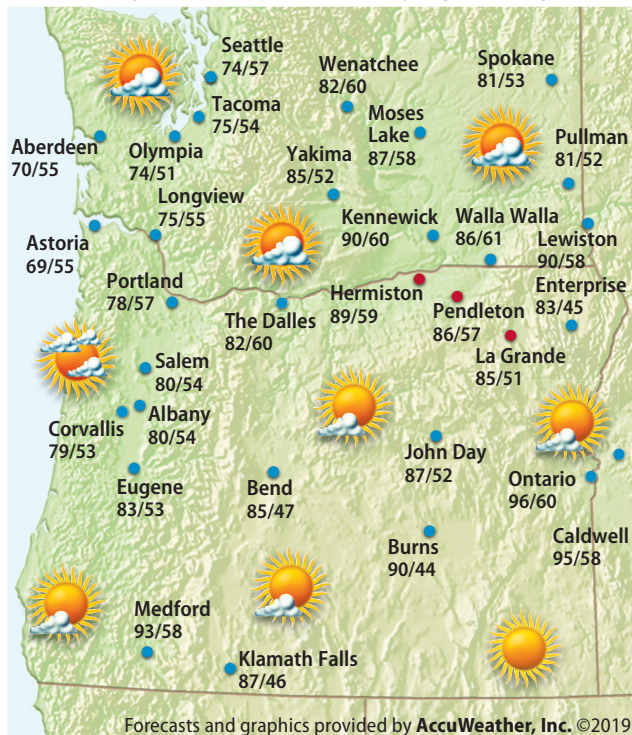 Seattle
74/57
Wenatchee
82/60
Spokane
81/53
Tacoma
75/54
Moses
Lake
87/58
Aberdeen
70/55
Olympia
74/51
Yakima
85/52
Pullman
81/52
Longview
75/55
Kennewick
90/60
Walla Walla
86/61
Lewiston
90/58
Astoria
69/55
Portland
78/57
The Dalles
82/60
Hermiston
89/59
Pendleton
86/57
Enterprise
83/45
La Grande
85/51
Salem
80/54
Albany
80/54
Corvallis
79/53
John Day
87/52
Ontario
96/60
Eugene
83/53
Bend
85/47
Caldwell
95/58
Burns
90/44
Medford
93/58
Klamath Falls
87/46
Forecasts and graphics provided by AccuWeather, Inc. ©2019